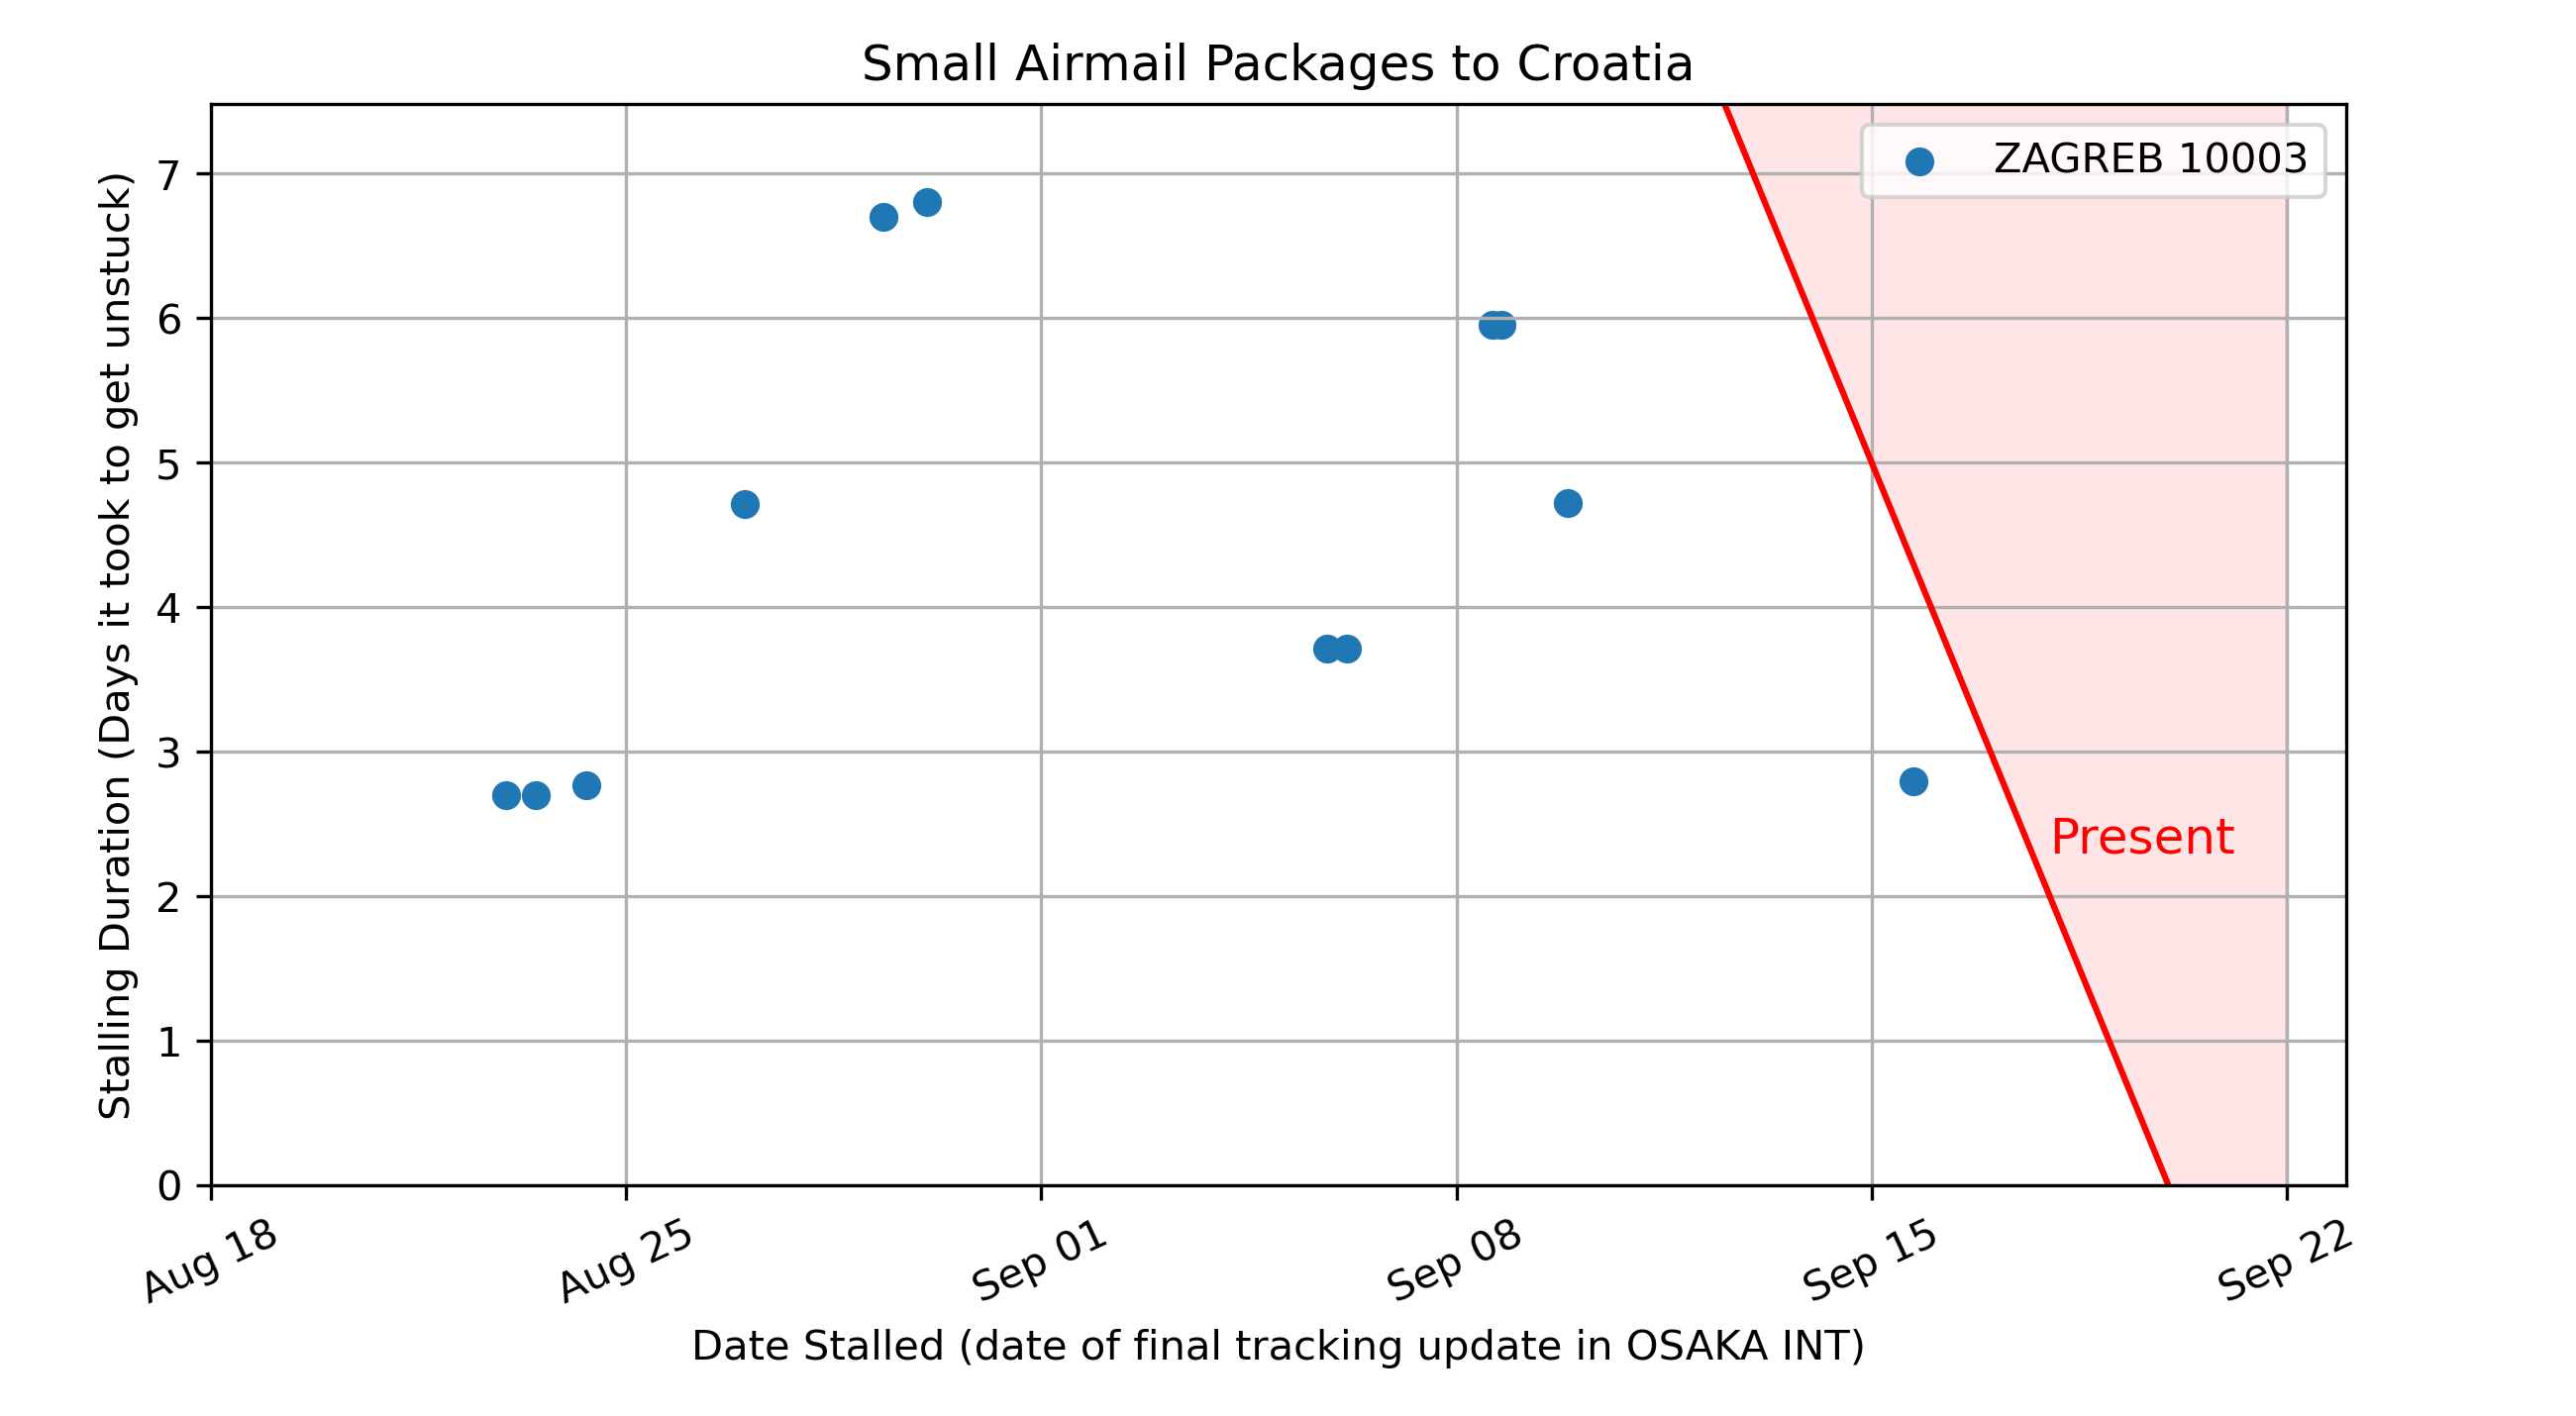 Small Airmail Packages to Croatia
Stalling Duration (Days it took to get unstuck)
7
6
5
4
3
2
1
0
ZAGREB 10003
Present
Aug 18
Aug 25
Sep 01
Sep 08
Sep 15
Sep 22
Date Stalled (date of final tracking update in OSAKA INT)